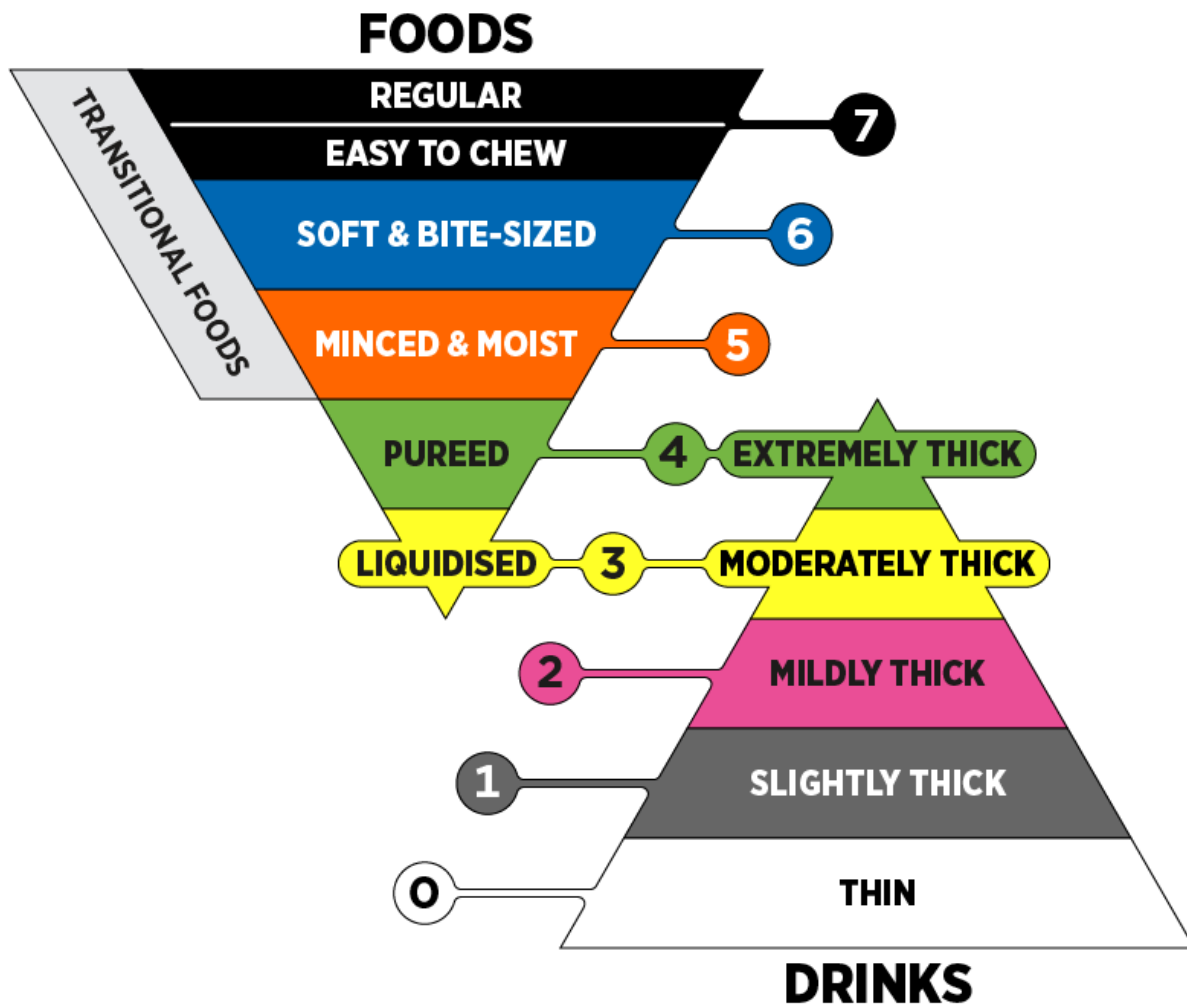 FOODS
REGULAR
7
EASY TO CHEW
TRANSITIONAL FOODS
SOFT & BITE-SIZED
6
MINCED & MOIST
5
PUREED
4
EXTREMELY THICK
LIQUIDISED
3
MODERATELY THICK
2
MILDLY THICK
1
SLIGHTLY THICK
0
THIN
DRINKS